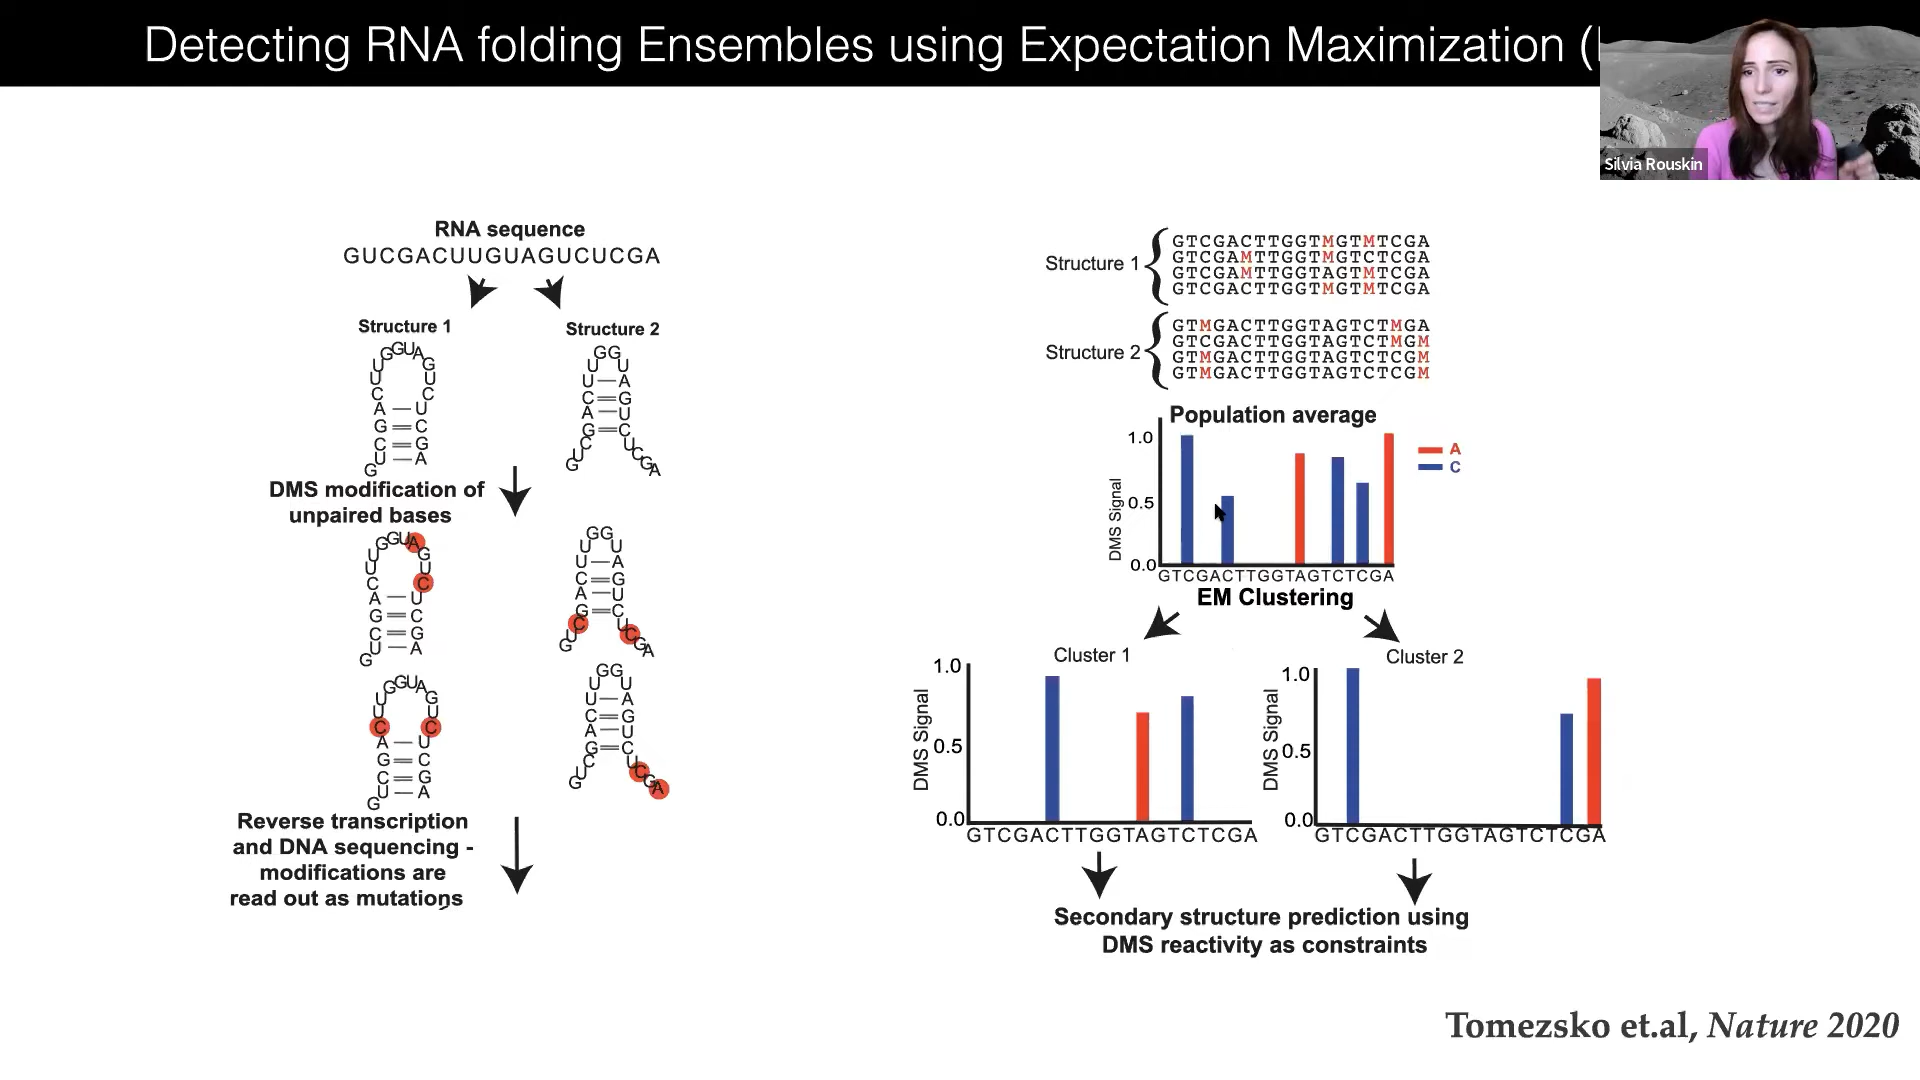 Detecting RNA folding Ensembles using Expectation Maximization (
Silvia Rouskin
RNA sequence
GUCGACUUGUAGUCUCGA
Structure 1
Structure 2
DMS modification of
unpaired bases
Reverse transcription
and DNA sequencing -
modifications are
read out as mutations
Structure 1
GTCGACTTGGTMGTMTCGA
GTCGAMTTGGTMGTCTCGA
GTCGAMTTGGTAGTMTCGA
GTCGACTTGGTMGTMTCGA
Structure 2
GTMGACTTGGTAGTCTMGA
GTCGACTTGGTAGTCTMGM
GTMGACTTGGTAGTCTCGM
GTMGACTTGGTAGTCTCGM
Population average
DMS Signal
1.0
0.5
0.0
A
C
GTCGACTTGGTAGTCTCGA
EM Clustering
Cluster 1
DMS Signal
1.0
0.5
0.0
GTCGACTTGGTAGTCTCGA
Cluster 2
DMS Signal
1.0
0.5
0.0
GTCGACTTGGTAGTCTCGA
Secondary structure prediction using
DMS reactivity as constraints
Tomezsko et.al, Nature 2020